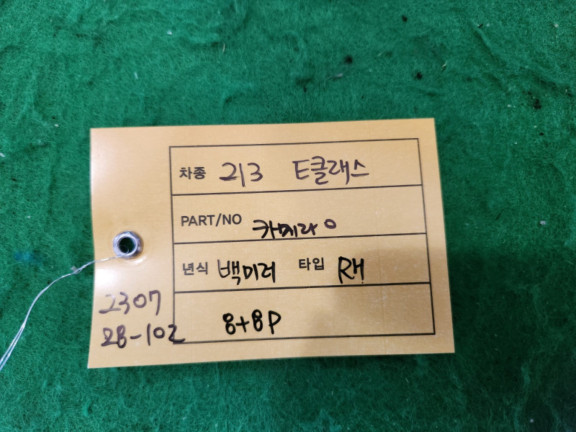 차종 213 E클래스
PART/NO 카메라 o
년식 백미러 타입 RH
8+8P
2307
28-102